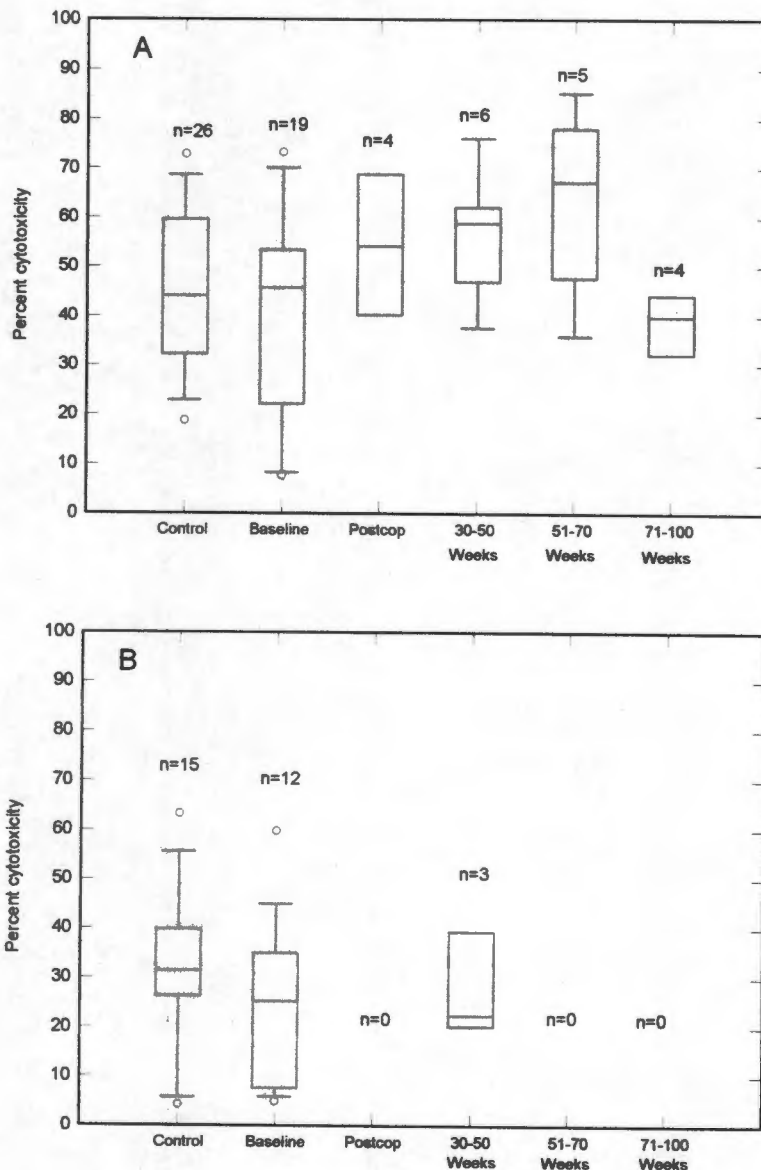 100
A
90
n=5
80
n=26
n=19
n=6
n=4
70
60
50
n=4
40
30
20
10
0
Percent cytotoxicity
Control
Baseline
Postcop
30-50
Weeks
51-70
Weeks
71-100
Weeks
100
B
90
80
n=15
n=12
70
60
50
n=3
40
30
20
n=0
n=0
n=0
10
0
Percent cytotoxicity
Control
Baseline
Postcop
30-50
Weeks
51-70
Weeks
71-100
Weeks